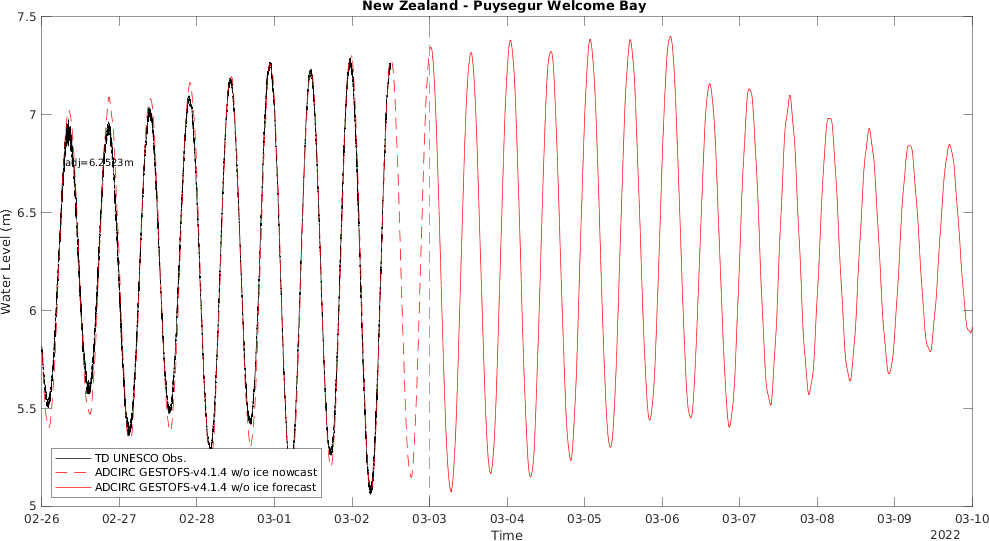 New Zealand - Puysegur Welcome Bay
7.5
7
6.5
6
5.5
5
Water Level (m)
adj=6.2523m
TD UNESCO Obs.
ADCIRC GESTOFS-v4.1.4 w/o ice nowcast
ADCIRC GESTOFS-v4.1.4 w/o ice forecast
02-26 02-27 02-28 03-01 03-02 03-03 03-04 03-05 03-06 03-07 03-08 03-09 03-10
Time
2022